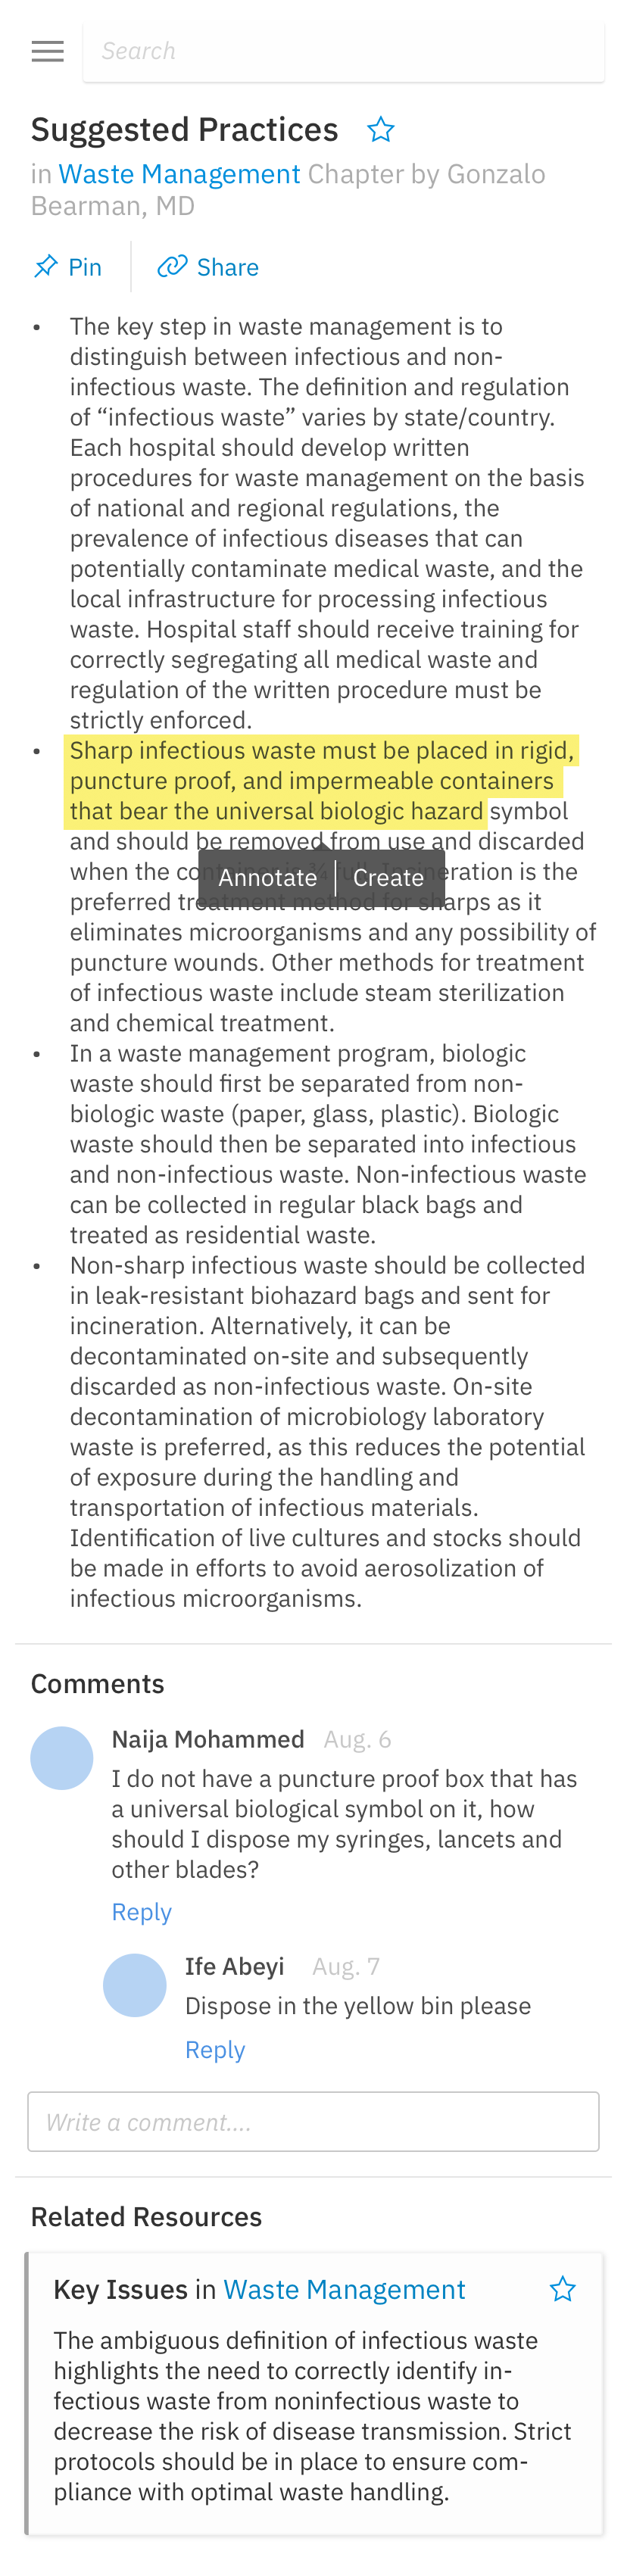 Search
Suggested Practices
in Waste Management Chapter by Gonzalo
Bearman, MD
Pin
Share
• The key step in waste management is to
distinguish between infectious and non-
infectious waste. The definition and regulation
of “infectious waste” varies by state/country.
Each hospital should develop written
procedures for waste management on the basis
of national and regional regulations, the
prevalence of infectious diseases that can
potentially contaminate medical waste, and the
local infrastructure for processing infectious
waste. Hospital staff should receive training for
correctly segregating all medical waste and
regulation of the written procedure must be
strictly enforced.
• Sharp infectious waste must be placed in rigid,
puncture proof, and impermeable containers
that bear the universal biologic hazard symbol
and should be removed from use and discarded
when the container is ¾ full. Incineration is the
Annotate Create
preferred treatment method for sharps as it
eliminates microorganisms and any possibility of
puncture wounds. Other methods for treatment
of infectious waste include steam sterilization
and chemical treatment.
• In a waste management program, biologic
waste should first be separated from non-
biologic waste (paper, glass, plastic). Biologic
waste should then be separated into infectious
and non-infectious waste. Non-infectious waste
can be collected in regular black bags and
treated as residential waste.
• Non-sharp infectious waste should be collected
in leak-resistant biohazard bags and sent for
incineration. Alternatively, it can be
decontaminated on-site and subsequently
discarded as non-infectious waste. On-site
decontamination of microbiology laboratory
waste is preferred, as this reduces the potential
of exposure during the handling and
transportation of infectious materials.
Identification of live cultures and stocks should
be made in efforts to avoid aerosolization of
infectious microorganisms.
Comments
Naija Mohammed Aug. 6
I do not have a puncture proof box that has
a universal biological symbol on it, how
should I dispose my syringes, lancets and
other blades?
Reply
Ife Abeyi Aug. 7
Dispose in the yellow bin please
Reply
Write a comment....
Related Resources
Key Issues in Waste Management
The ambiguous definition of infectious waste
highlights the need to correctly identify in-
fectious waste from noninfectious waste to
decrease the risk of disease transmission. Strict
protocols should be in place to ensure com-
pliance with optimal waste handling.